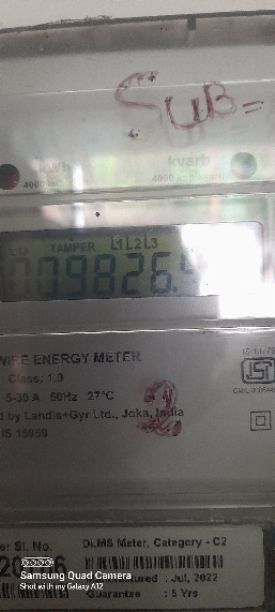 SUB=
kWh
kvarh
TAMPER L1L2L3
009826.
WIRE ENERGY METER
Class: 1.0
5-30 A 50Hz 27°C
by Landis+Gyr Ltd., Joka, India
IS 15959
2
Sl. No. DLMS Meter, Category - C2
: Jul, 2022
Guarantee : 5 Yrs
Samsung Quad Camera
Shot with my Galaxy A12